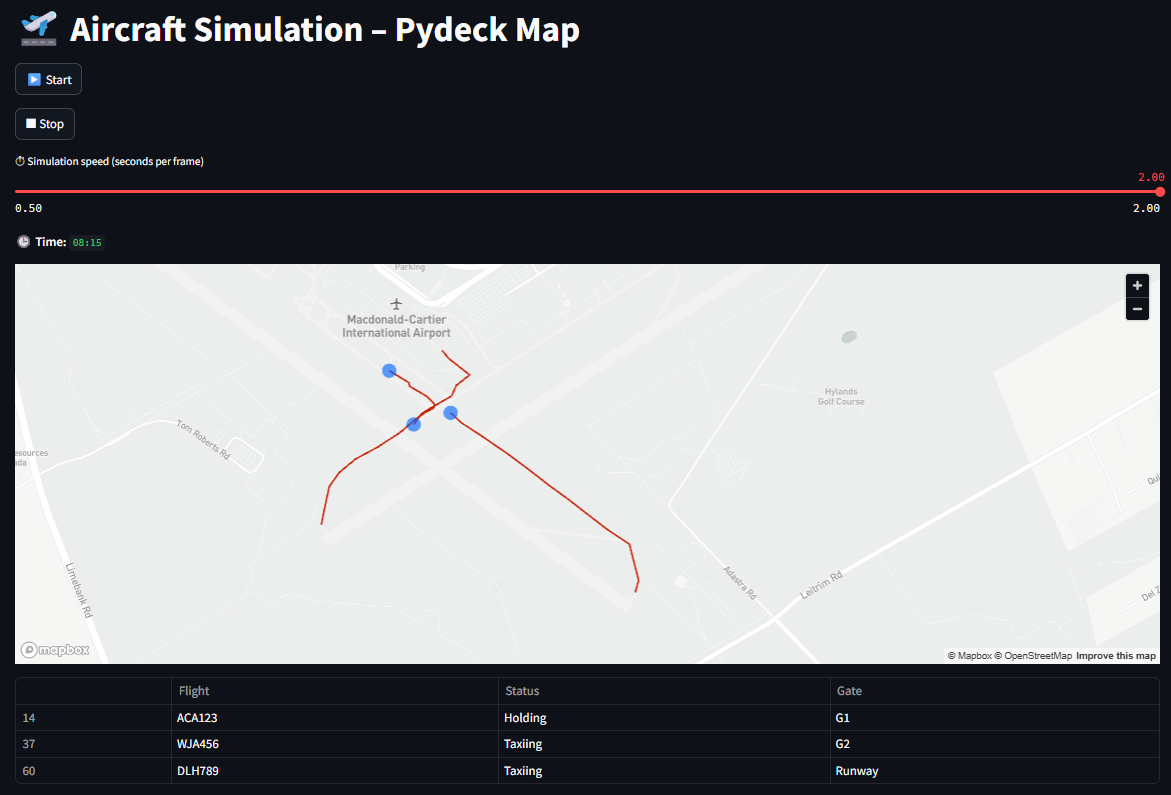 Aircraft Simulation – Pydeck Map
Start
Stop
Simulation speed (seconds per frame)
2.00
0.50
2.00
Time: 08:15
Parking
Macdonald-Cartier
International Airport
Hylands
Golf Course
Tom Roberts Rd
esources
ada
Limebank Rd
Adastra Rd
Leitrim Rd
Qui
Del Z
mapbox
© Mapbox © OpenStreetMap Improve this map
Flight Status Gate
14 ACA123 Holding G1
37 WJA456 Taxiing G2
60 DLH789 Taxiing Runway